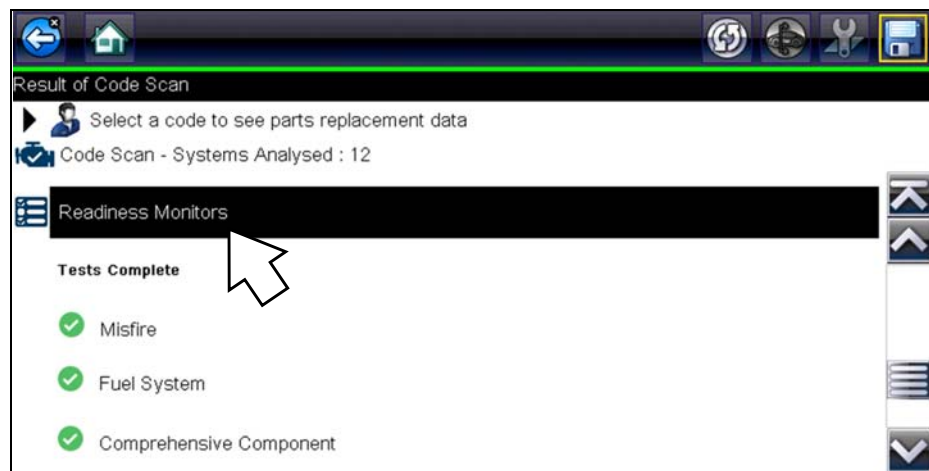 Result of Code Scan
Select a code to see parts replacement data
Code Scan - Systems Analysed : 12
Readiness Monitors
Tests Complete
Misfire
Fuel System
Comprehensive Component